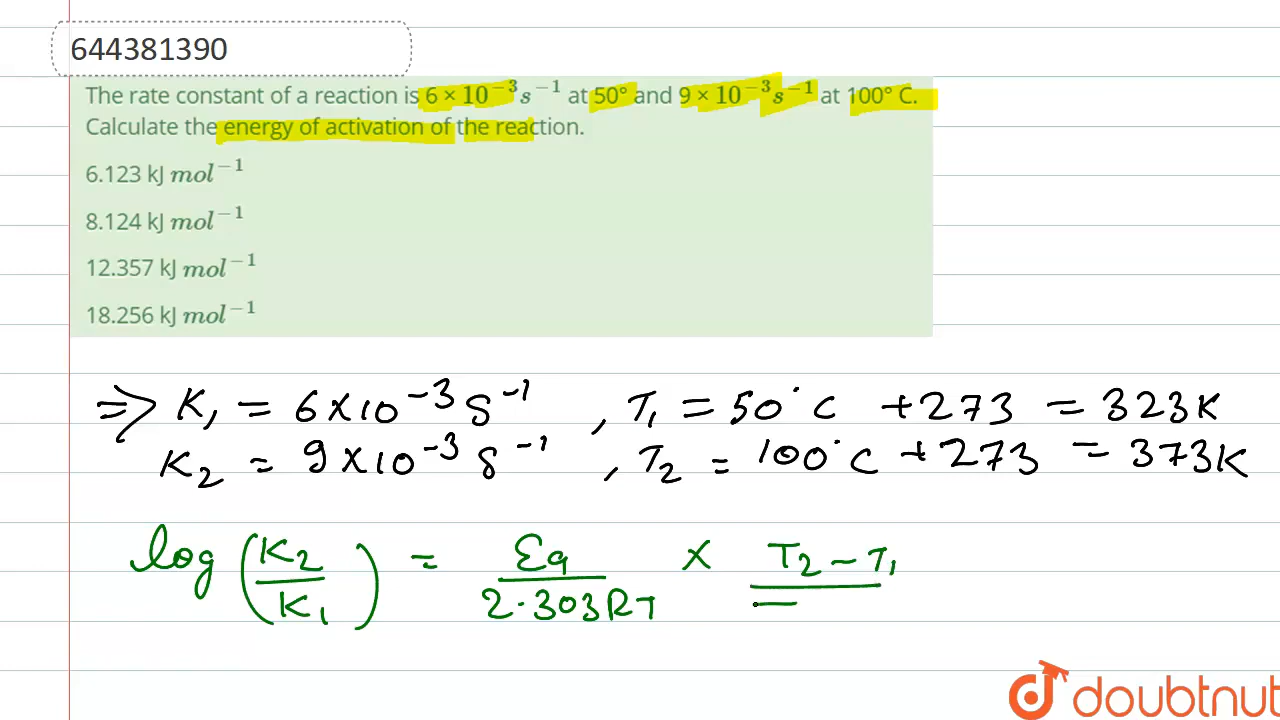 644381390
The rate constant of a reaction is 6 × 10⁻³ s⁻¹ at 50° and 9 × 10⁻³ s⁻¹ at 100° C.
Calculate the energy of activation of the reaction.
6.123 kJ mol⁻¹
8.124 kJ mol⁻¹
12.357 kJ mol⁻¹
18.256 kJ mol⁻¹
=> K₁ = 6 × 10⁻³ S⁻¹ , T₁ = 50°C + 273 = 323K
K₂ = 9 × 10⁻³ S⁻¹ , T₂ = 100°C + 273 = 373K
log (K₂/K₁) = Ea/2.303RT × T₂ - T₁
doubtnut